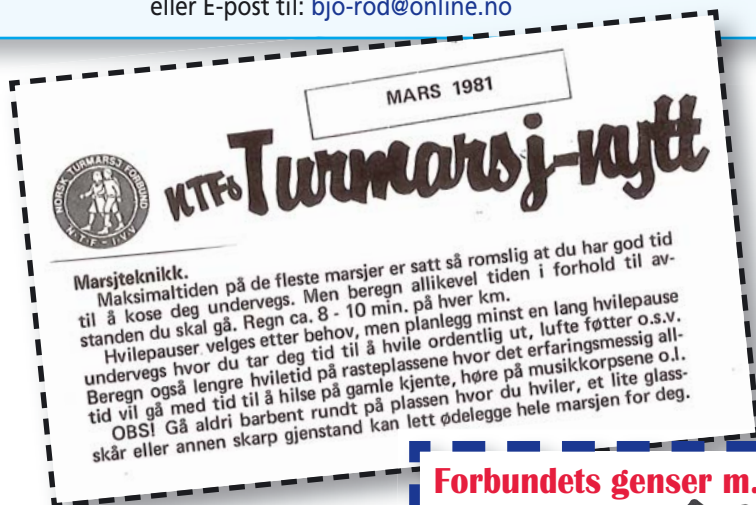 eller E-post til: bjo-rod@online.no
MARS 1981
NORSK TURMARSJ FORBUND
N-T-F - I-V-V
NTFs Turmarsj-nytt
Marsjteknikk.
Maksimaltiden på de fleste marsjer er satt så romslig at du har god tid
til å kose deg undervegs. Men beregn allikevel tiden i forhold til av-
standen du skal gå. Regn ca. 8 - 10 min. på hver km.
Hvilepauser velges etter behov, men planlegg minst en lang hvilepause
undervegs hvor du tar deg tid til å hvile ordentlig ut, lufte føtter o.s.v.
Beregn også lengre hviletid på rasteplassene hvor det erfaringsmessig all-
tid vil gå med tid til å hilse på gamle kjente, høre på musikkorpsene o.l.
OBS! Gå aldri barbent rundt på plassen hvor du hviler, et lite glass-
skår eller annen skarp gjenstand kan lett ødelegge hele marsjen for deg.
Forbundets genser m.